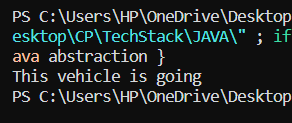 PS C:\Users\HP\OneDrive\Desktop
esktop\CP\TechStack\JAVA\" ; if
ava abstraction }
This vehicle is going
PS C:\Users\HP\OneDrive\Desktop